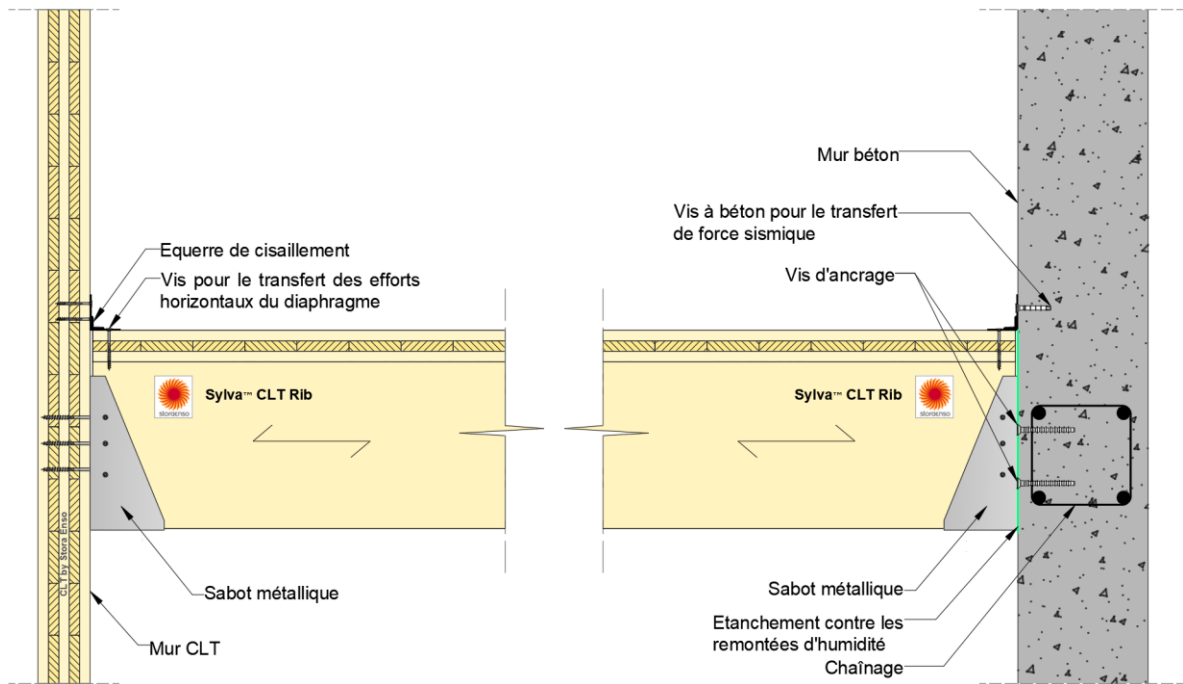 Mur béton
Vis à béton pour le transfert
de force sismique
Vis d'ancrage
Equerre de cisaillement
Vis pour le transfert des efforts
horizontaux du diaphragme
storaenso
Sylva™ CLT Rib
Sylva™ CLT Rib
storaenso
CLT by Stora Enso
Sabot métallique
Mur CLT
Sabot métallique
Etanchement contre les
remontées d'humidité
Chaînage